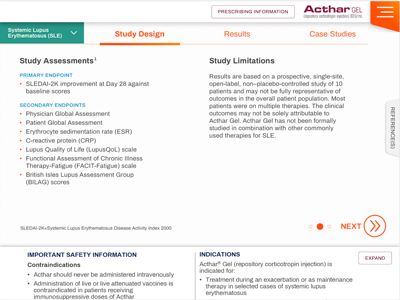 PRESCRIBING INFORMATION
Acthar GEL
repository corticotropin injection 80 U/mL
Systemic Lupus
Erythematosus (SLE)
Study Design
Results
Case Studies
Study Assessments¹
PRIMARY ENDPOINT
• SLEDAI-2K improvement at Day 28 against
baseline scores
SECONDARY ENDPOINTS
• Physician Global Assessment
• Patient Global Assessment
• Erythrocyte sedimentation rate (ESR)
• C-reactive protein (CRP)
• Lupus Quality of Life (LupusQoL) scale
• Functional Assessment of Chronic Illness
Therapy-Fatigue (FACIT-Fatigue) scale
• British Isles Lupus Assessment Group
(BILAG) scores
Study Limitations
Results are based on a prospective, single-site,
open-label, non–placebo-controlled study of 10
patients and may not be fully representative of
outcomes in the overall patient population. Most
patients were on multiple therapies. The clinical
outcomes may not be solely attributable to
Acthar Gel. Acthar Gel has not been formally
studied in combination with other commonly
used therapies for SLE.
REFERENCE(S)
SLEDAI-2K=Systemic Lupus Erythematosus Disease Activity Index 2000.
NEXT
IMPORTANT SAFETY INFORMATION
Contraindications
• Acthar should never be administered intravenously
• Administration of live or live attenuated vaccines is
contraindicated in patients receiving
immunosuppressive doses of Acthar
INDICATIONS
Acthar® Gel (repository corticotropin injection) is
indicated for:
• Treatment during an exacerbation or as maintenance
therapy in selected cases of systemic lupus
erythematosus
EXPAND